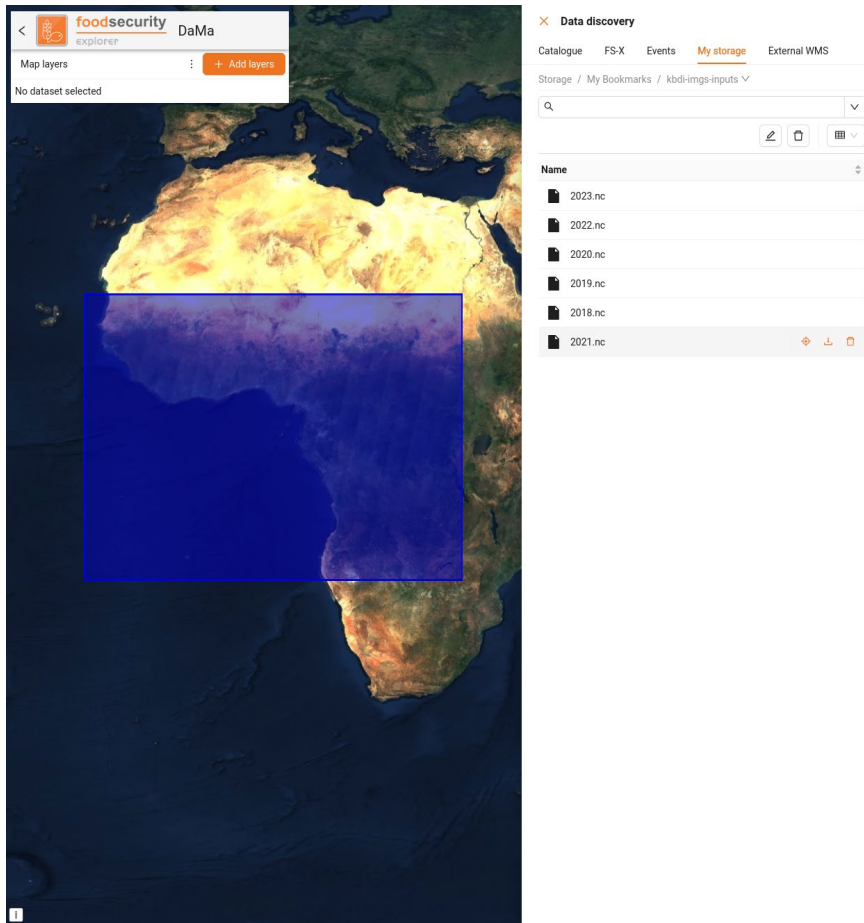 foodsecurity
explorer
DaMa
Map layers
+ Add layers
No dataset selected
i
Data discovery
Catalogue FS-X Events My storage External WMS
Storage / My Bookmarks / kbdi-imgs-inputs
Name
2023.nc
2022.nc
2020.nc
2019.nc
2018.nc
2021.nc